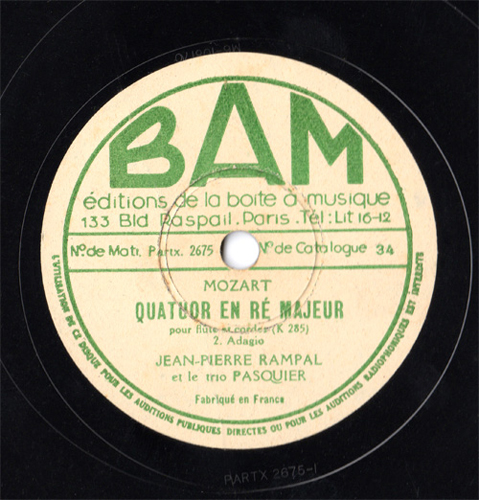 BAM
éditions de la boite à musique
133 Bld Raspail. Paris. Tél: Lit 16-12
No. de Matr. Partx. 2675
No. de Catalogue 34
MOZART
QUATUOR EN RÉ MAJEUR
pour flûte et cordes (K 285)
2. Adagio
JEAN-PIERRE RAMPAL
et le trio PASQUIER
Fabriqué en France
L'UTILISATION DE CE DISQUE POUR LES AUDITIONS PUBLIQUES DIRECTES OU POUR LES AUDITIONS RADIOPHONIQUES EST INTERDITE
PARTX 2675-1